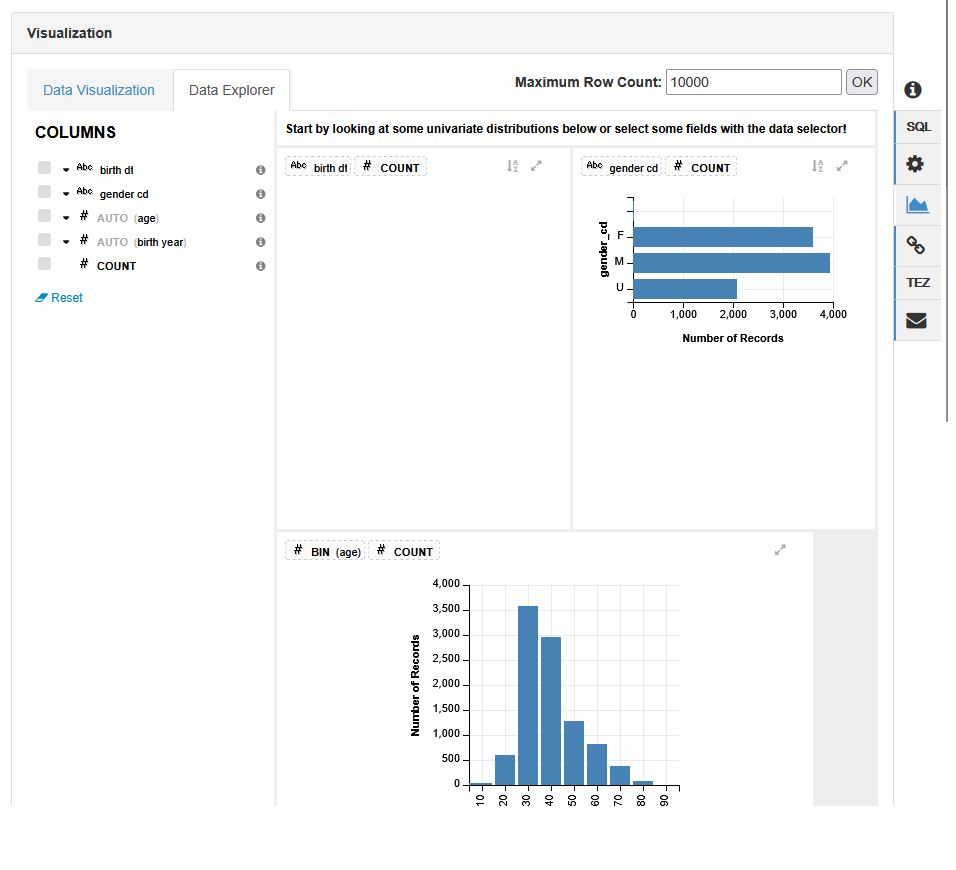 Visualization
Data Visualization
Data Explorer
Maximum Row Count: 10000 OK
COLUMNS
Abc birth dt
Abc gender cd
# AUTO (age)
# AUTO (birth year)
# COUNT
Reset
Start by looking at some univariate distributions below or select some fields with the data selector!
Abc birth dt # COUNT
Abc gender cd # COUNT
gender_cd
F
M
U
0 1,000 2,000 3,000 4,000
Number of Records
# BIN (age) # COUNT
Number of Records
4,000
3,500
3,000
2,500
2,000
1,500
1,000
500
0
10 20 30 40 50 60 70 80 90
SQL
TEZ